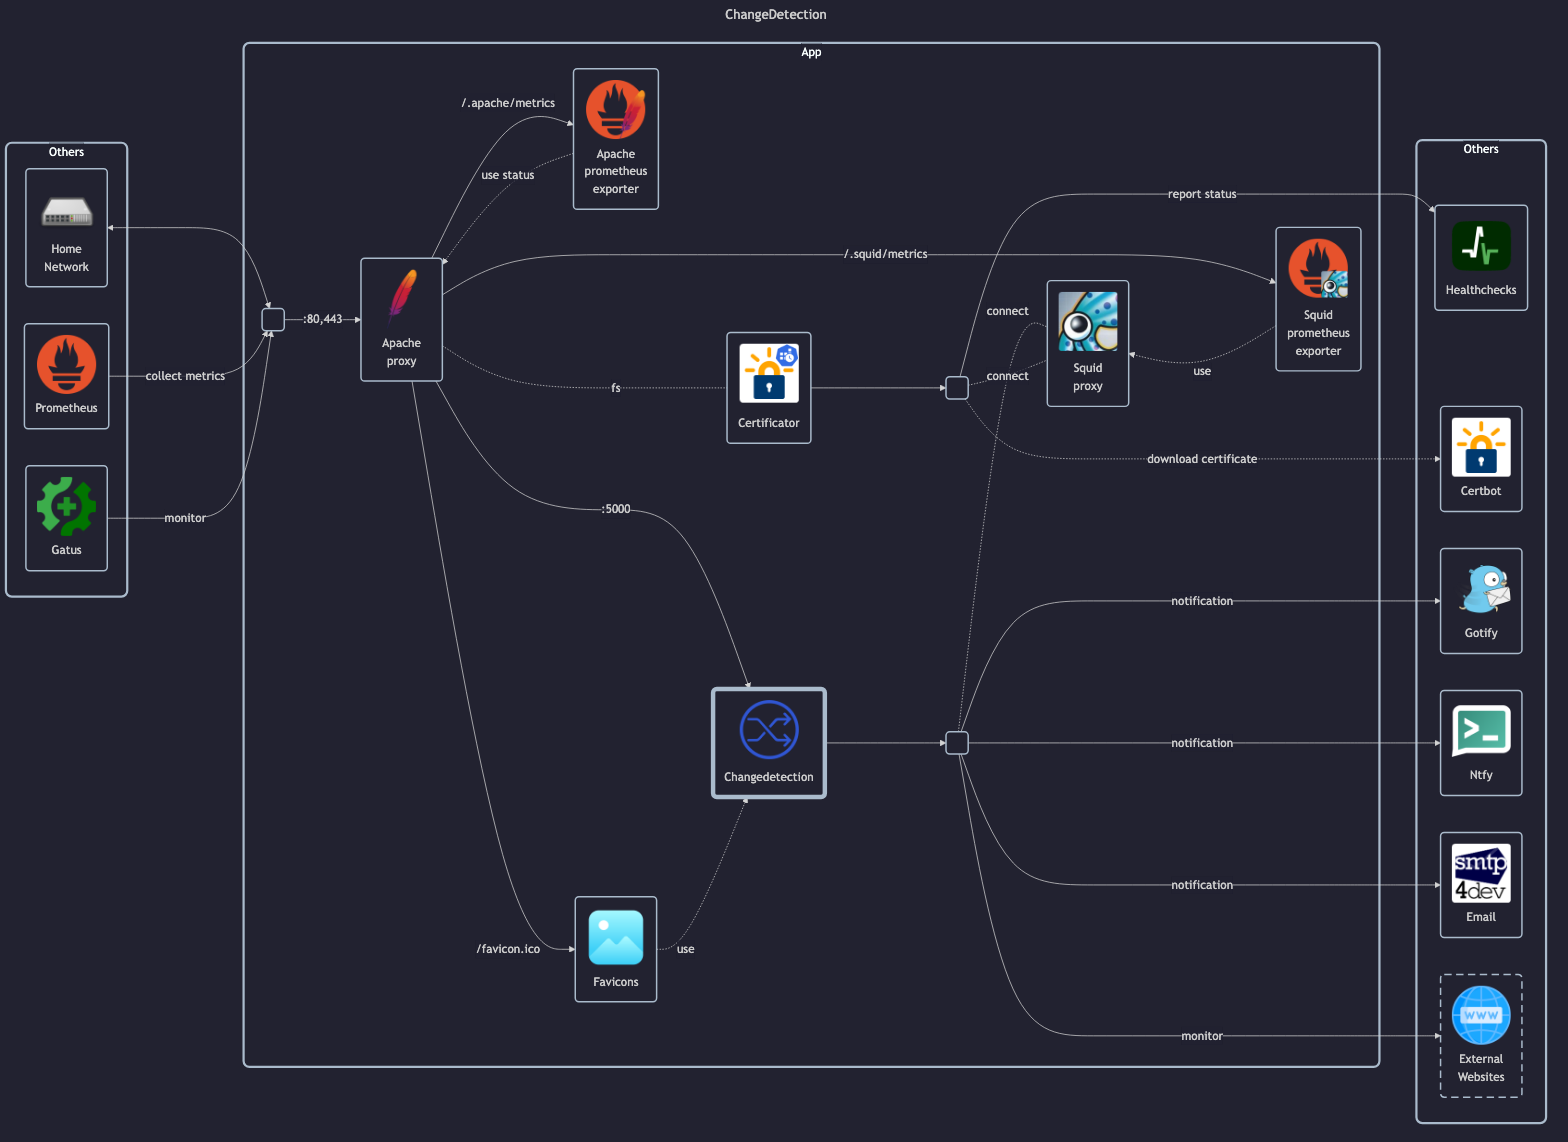 ChangeDetection
App
Others
Home
Network
Prometheus
Gatus
collect metrics
monitor
:80,443
Apache
proxy
/.apache/metrics
use status
Apache
prometheus
exporter
/.squid/metrics
fs
:5000
/favicon.ico
Favicons
use
Certificator
Changedetection
connect
connect
Squid
proxy
use
Squid
prometheus
exporter
report status
download certificate
notification
notification
notification
monitor
Others
Healthchecks
Certbot
Gotify
>_
Ntfy
smtp
4dev
Email
www
External
Websites